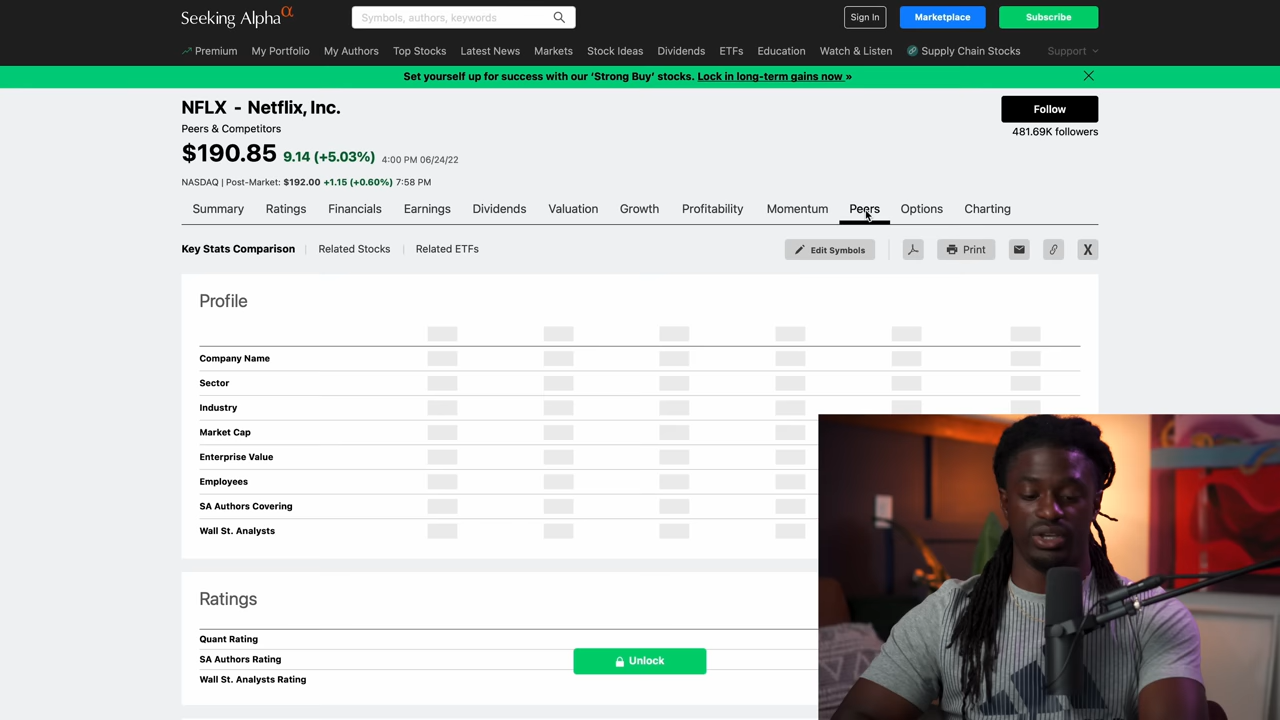 Seeking Alpha α
Symbols, authors, keywords
Sign In
Marketplace
Subscribe
Premium My Portfolio My Authors Top Stocks Latest News Markets Stock Ideas Dividends ETFs Education Watch & Listen Supply Chain Stocks Support
Set yourself up for success with our ‘Strong Buy’ stocks. Lock in long-term gains now »
NFLX - Netflix, Inc.
Follow
Peers & Competitors
481.69K followers
$190.85 9.14 (+5.03%) 4:00 PM 06/24/22
NASDAQ | Post-Market: $192.00 +1.15 (+0.60%) 7:58 PM
Summary Ratings Financials Earnings Dividends Valuation Growth Profitability Momentum Peers Options Charting
Key Stats Comparison | Related Stocks | Related ETFs
Edit Symbols
Print
X
Profile
Company Name
Sector
Industry
Market Cap
Enterprise Value
Employees
SA Authors Covering
Wall St. Analysts
Ratings
Quant Rating
SA Authors Rating
Unlock
Wall St. Analysts Rating